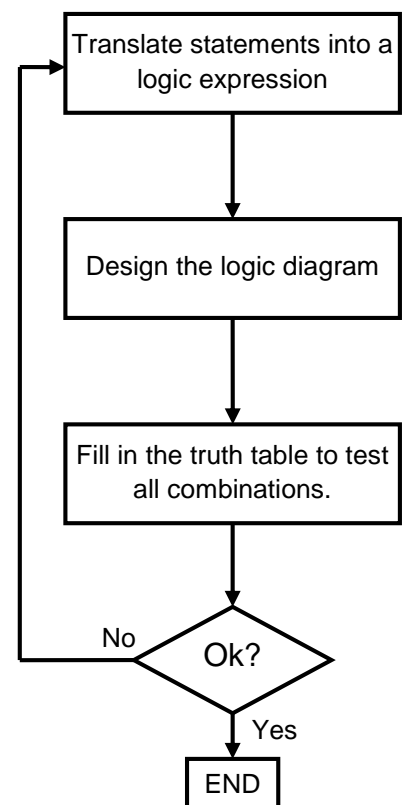 Translate statements into a
logic expression
Design the logic diagram
Fill in the truth table to test
all combinations.
No
Ok?
Yes
END